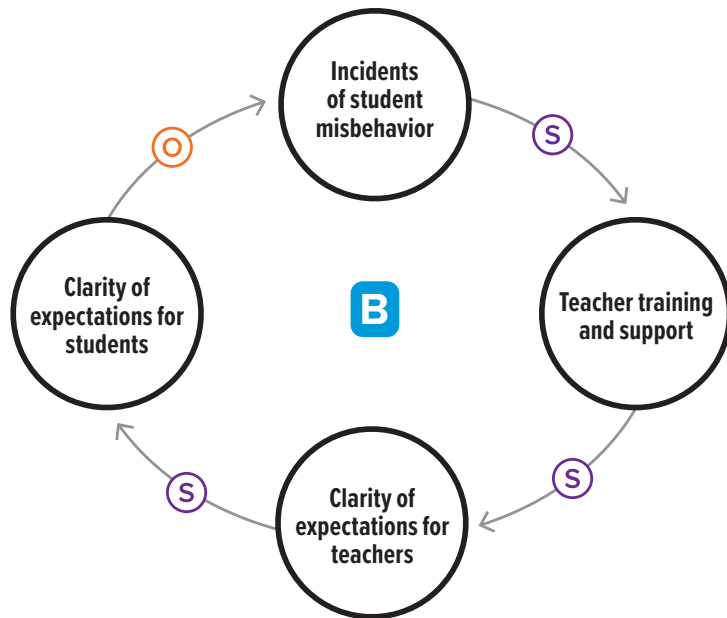 Incidents
of student
misbehavior
O
S
Clarity of
expectations for
students
B
Teacher training
and support
S
S
Clarity of
expectations for
teachers